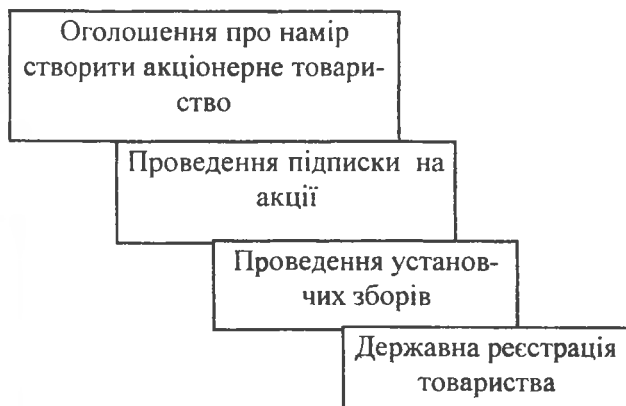 Оголошення про намір
створити акціонерне товари-
ство
Проведення підписки на
акції
Проведення установ-
чих зборів
Державна реєстрація
товариства